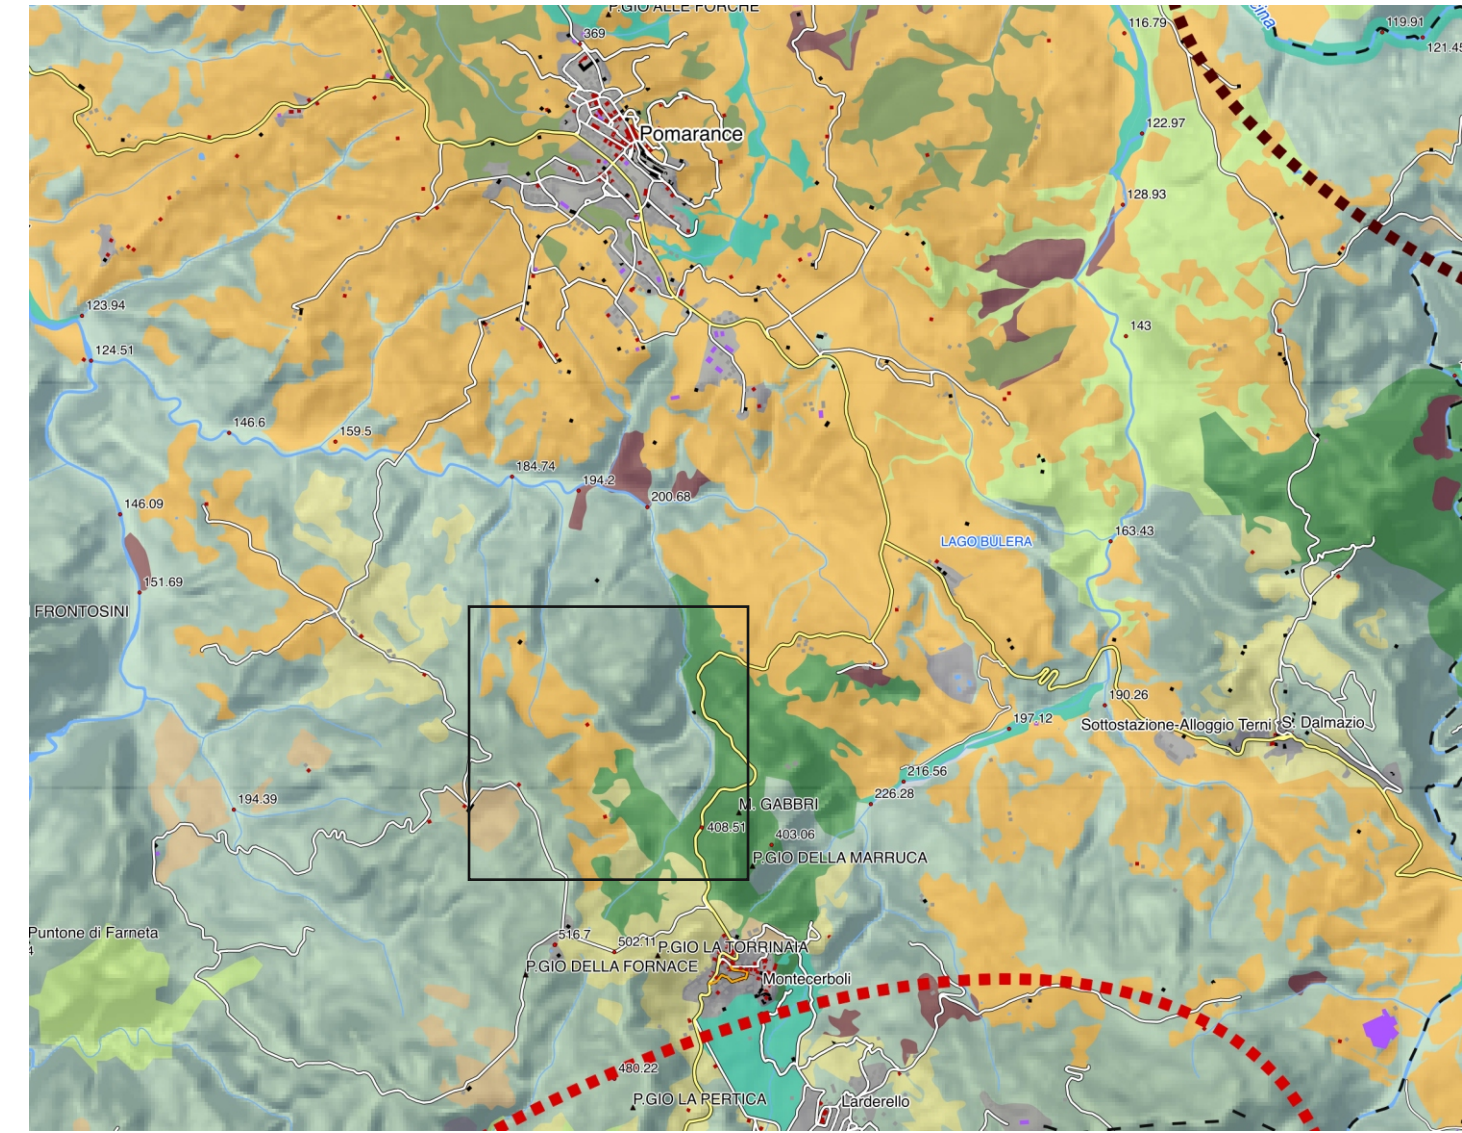 P.GIO ALLE FORCHE
369
116.79
cina
119.91
121.45
122.97
Pomarance
128.93
123.94
143
124.51
146.6
159.5
184.74
194.2
200.68
146.09
163.43
LAGO BULERA
151.69
FRONTOSINI
190.26
197.12
Sottostazione-Alloggio Terni
S. Dalmazio
216.56
226.28
194.39
M. GABBRI
408.51
403.06
P.GIO DELLA MARRUCA
Puntone di Farneta
4
516.7
502.11
P.GIO LA TORRINAIA
P.GIO DELLA FORNACE
Montecerboli
480.22
P.GIO LA PERTICA
Larderello